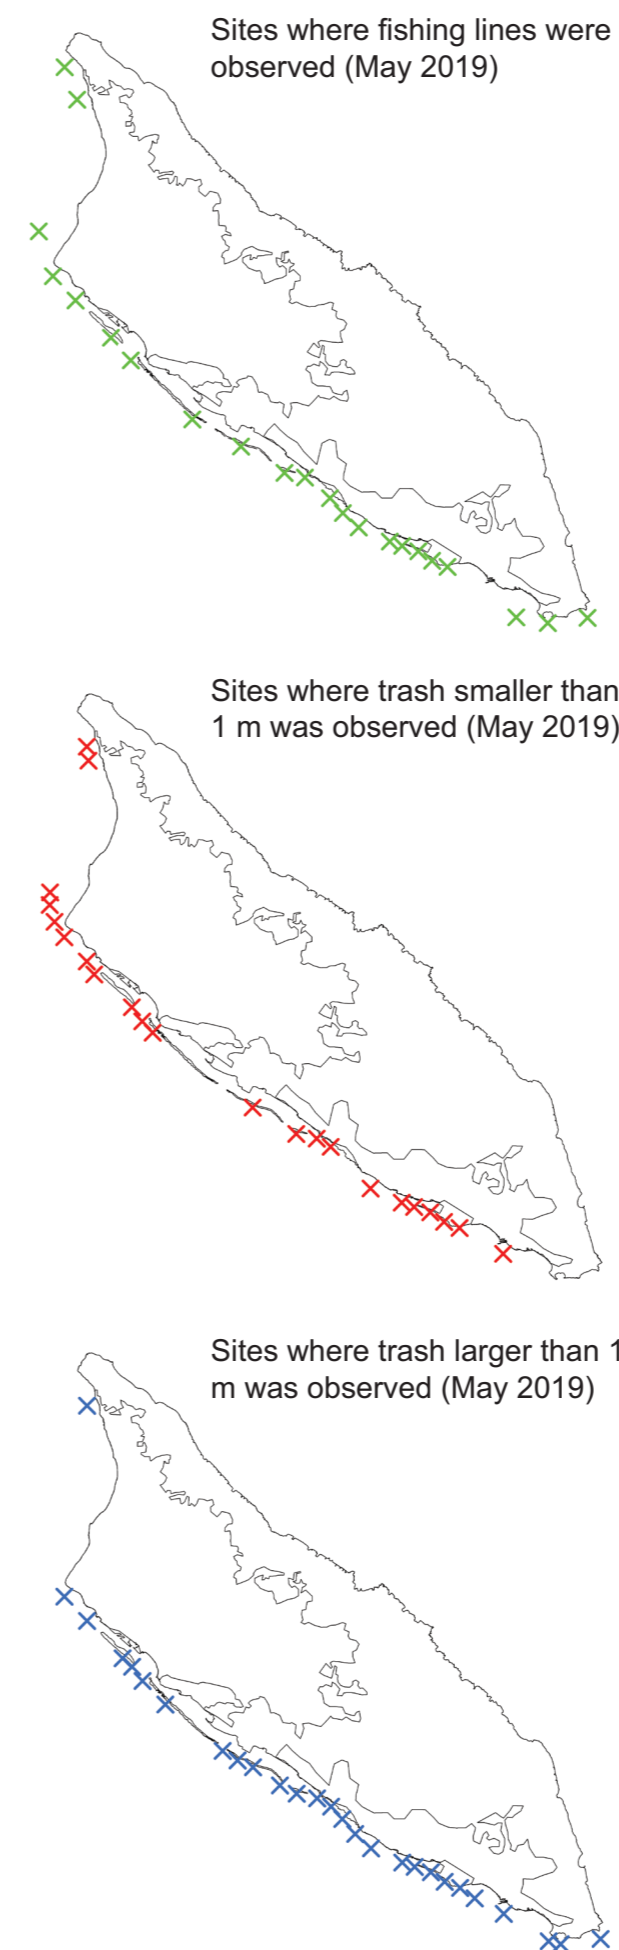 Sites where fishing lines were
observed (May 2019)
Sites where trash smaller than
1 m was observed (May 2019)
Sites where trash larger than 1
m was observed (May 2019)